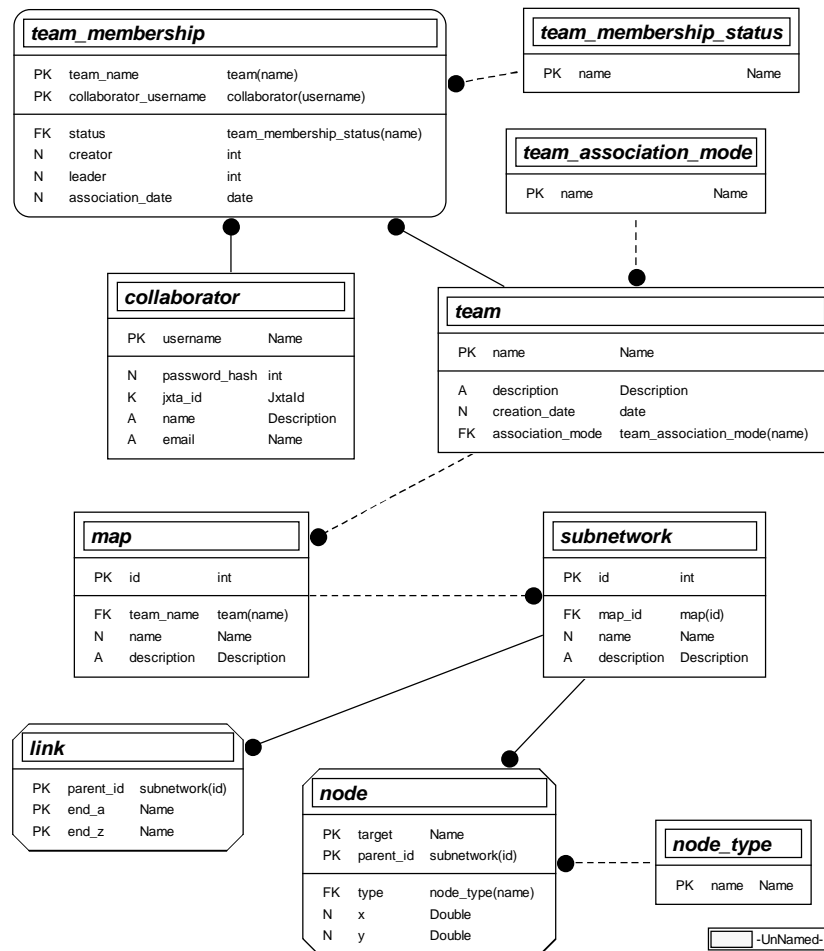 team_membership
PK team_name team(name)
PK collaborator_username collaborator(username)
FK status team_membership_status(name)
N creator int
N leader int
N association_date date
team_membership_status
PK name Name
team_association_mode
PK name Name
collaborator
PK username Name
N password_hash int
K jxta_id JxtaId
A name Description
A email Name
team
PK name Name
A description Description
N creation_date date
FK association_mode team_association_mode(name)
map
PK id int
FK team_name team(name)
N name Name
A description Description
subnetwork
PK id int
FK map_id map(id)
N name Name
A description Description
link
PK parent_id subnetwork(id)
PK end_a Name
PK end_z Name
node
PK target Name
PK parent_id subnetwork(id)
FK type node_type(name)
N x Double
N y Double
node_type
PK name Name
-UnNamed-